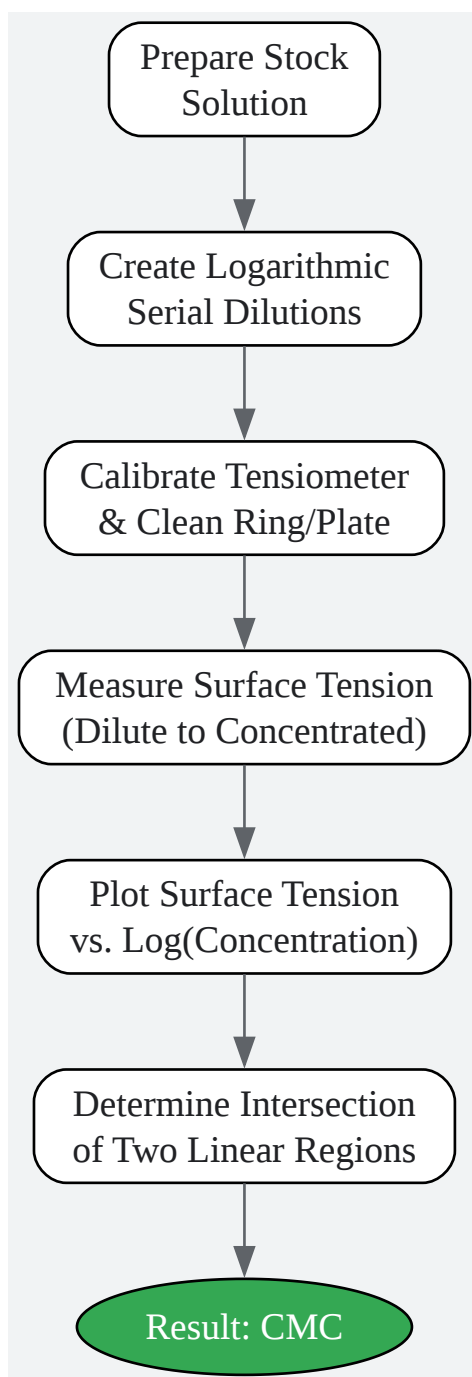 Prepare Stock
Solution
Create Logarithmic
Serial Dilutions
Calibrate Tensiometer
& Clean Ring/Plate
Measure Surface Tension
(Dilute to Concentrated)
Plot Surface Tension
vs. Log(Concentration)
Determine Intersection
of Two Linear Regions
Result: CMC